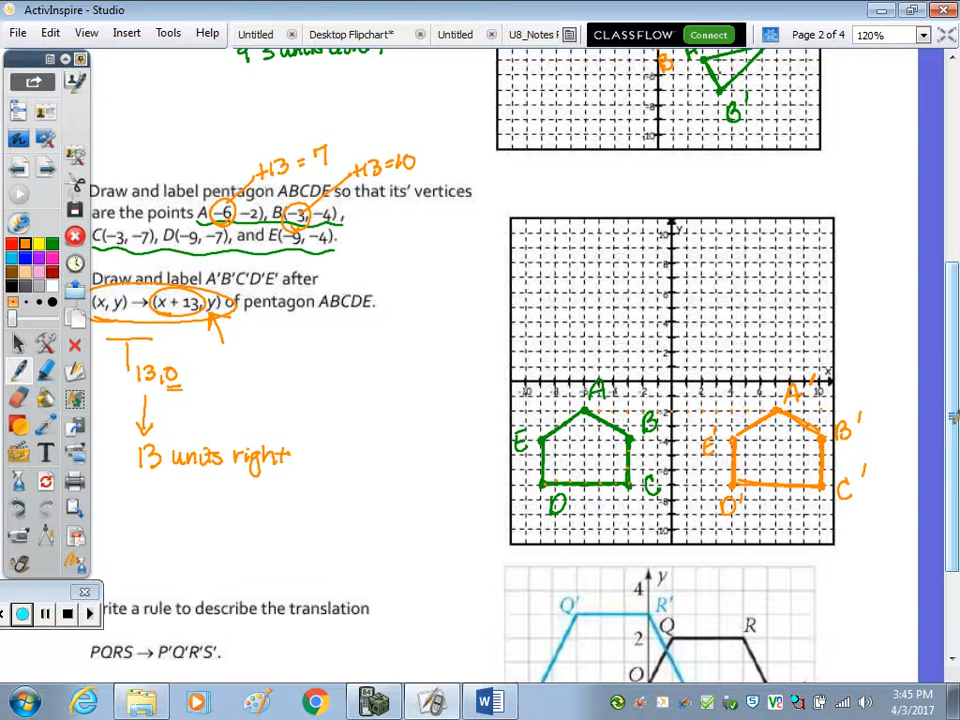 ActivInspire - Studio
File Edit View Insert Tools Help
Untitled Desktop Flipchart* Untitled U8_Notes F CLASSFLOW Connect Page 2 of 4 120%
B'
-8
-10
+13 = 7
+13=10
Draw and label pentagon ABCDE so that its' vertices
are the points A(-6, -2), B(-3, -4),
C(-3, -7), D(-9, -7), and E(-9, -4).
Draw and label A'B'C'D'E' after
(x, y) → (x + 13, y) of pentagon ABCDE.
13,0
13 units right
y
x
A
B
C
D
E
A'
B'
C'
D'
E'
rite a rule to describe the translation
PQRS → P'Q'R'S'.
4
y
Q'
R'
Q
R
2
O
3:45 PM
4/3/2017